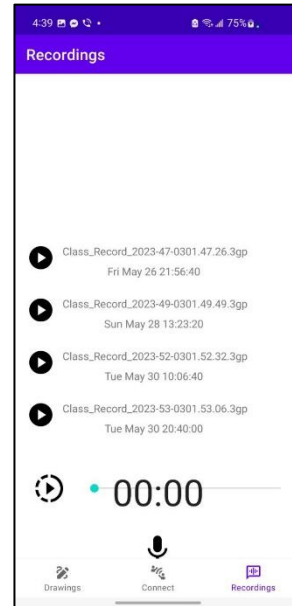 4:39
75%
Recordings
Class_Record_2023-47-0301.47.26.3gp
Fri May 26 21:56:40
Class_Record_2023-49-0301.49.49.3gp
Sun May 28 13:23:20
Class_Record_2023-52-0301.52.32.3gp
Tue May 30 10:06:40
Class_Record_2023-53-0301.53.06.3gp
Tue May 30 20:40:00
00:00
Drawings Connect Recordings